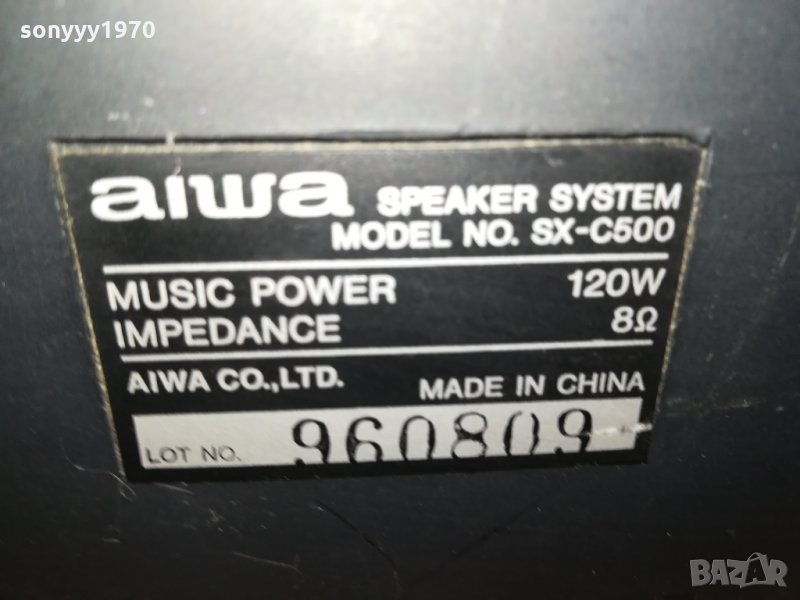 sonyyy1970
aiwa SPEAKER SYSTEM
MODEL NO. SX-C500
MUSIC POWER 120W
IMPEDANCE 8Ω
AIWA CO.,LTD. MADE IN CHINA
LOT NO. 960809
BAZAR